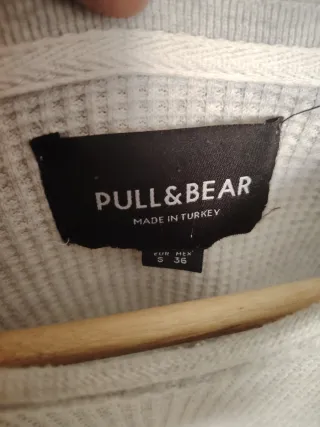 PULL&BEAR
MADE IN TURKEY
EUR MEX
S 36